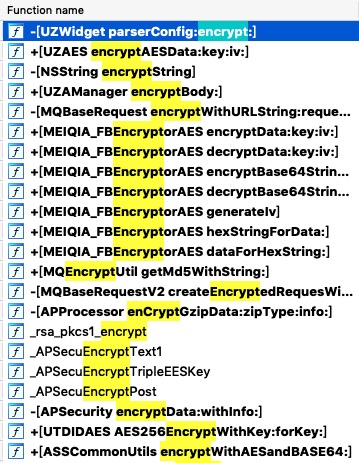 Function name
-[UZWidget parserConfig:encrypt:]
+[UZAES encryptAESData:key:iv:]
-[NSString encryptString]
+[UZAManager encryptBody:]
-[MQBaseRequest encryptWithURLString:reque...
+[MEIQIA_FBEncryptorAES encryptData:key:iv:]
+[MEIQIA_FBEncryptorAES decryptData:key:iv:]
+[MEIQIA_FBEncryptorAES encryptBase64Strin...
+[MEIQIA_FBEncryptorAES decryptBase64Strin...
+[MEIQIA_FBEncryptorAES generateIv]
+[MEIQIA_FBEncryptorAES hexStringForData:]
+[MEIQIA_FBEncryptorAES dataForHexString:]
+[MQEncryptUtil getMd5WithString:]
-[MQBaseRequestV2 createEncryptedRequesWi...
-[APProcessor enCryptGzipData:zipType:info:]
_rsa_pkcs1_encrypt
_APSecuEncryptText1
_APSecuEncryptTripleEESKey
_APSecuEncryptPost
-[APSecurity encryptData:withInfo:]
+[UTDIDAES AES256EncryptWithKey:forKey:]
+[ASSCommonUtils encryptWithAESandBASE64:]